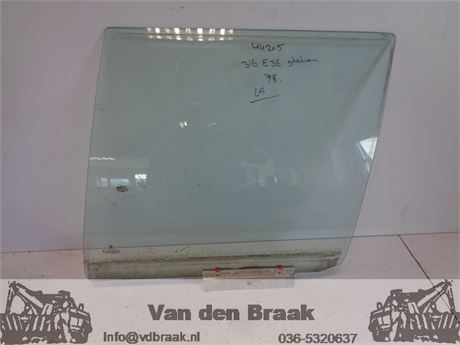 44205
316 E36 station
'98.
LA
Van den Braak
Info@vdbraak.nl
036-5320637